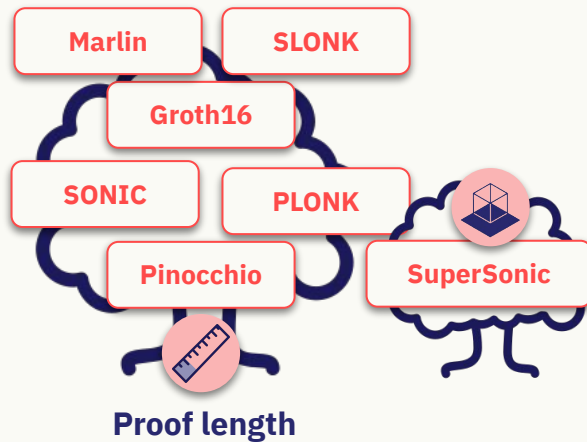 Marlin
SLONK
Groth16
SONIC
PLONK
Pinocchio
SuperSonic
Proof length